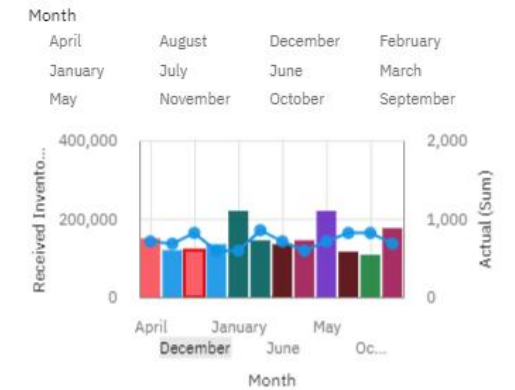 Month
April August December February
January July June March
May November October September
400,000 2,000
200,000 1,000
0 0
Received Invento...
Actual (Sum)
April January May
December June Oc...
Month